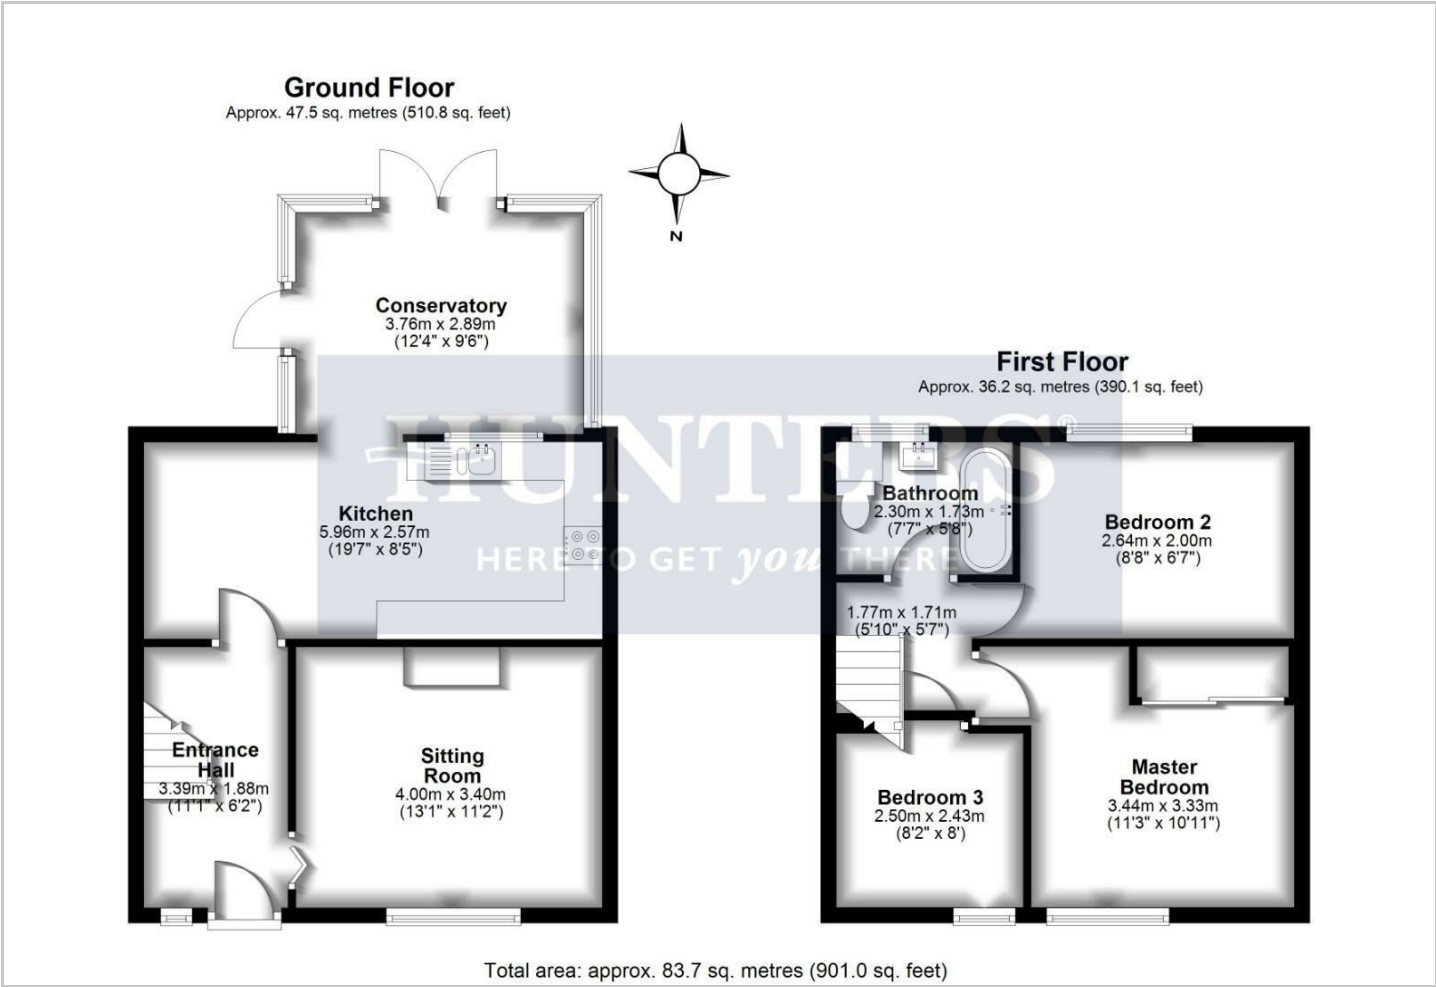 Ground Floor
Approx. 47.5 sq. metres (510.8 sq. feet)
N
Conservatory
3.76m x 2.89m
(12'4" x 9'6")
Kitchen
5.96m x 2.57m
(19'7" x 8'5")
Entrance
Hall
3.39m x 1.88m
(11'1" x 6'2")
Sitting
Room
4.00m x 3.40m
(13'1" x 11'2")
First Floor
Approx. 36.2 sq. metres (390.1 sq. feet)
Bathroom
2.30m x 1.73m
(7'7" x 5'8")
Bedroom 2
2.64m x 2.00m
(8'8" x 6'7")
1.77m x 1.71m
(5'10" x 5'7")
Bedroom 3
2.50m x 2.43m
(8'2" x 8')
Master
Bedroom
3.44m x 3.33m
(11'3" x 10'11")
HUNTERS®
HERE TO GET you THERE
Total area: approx. 83.7 sq. metres (901.0 sq. feet)